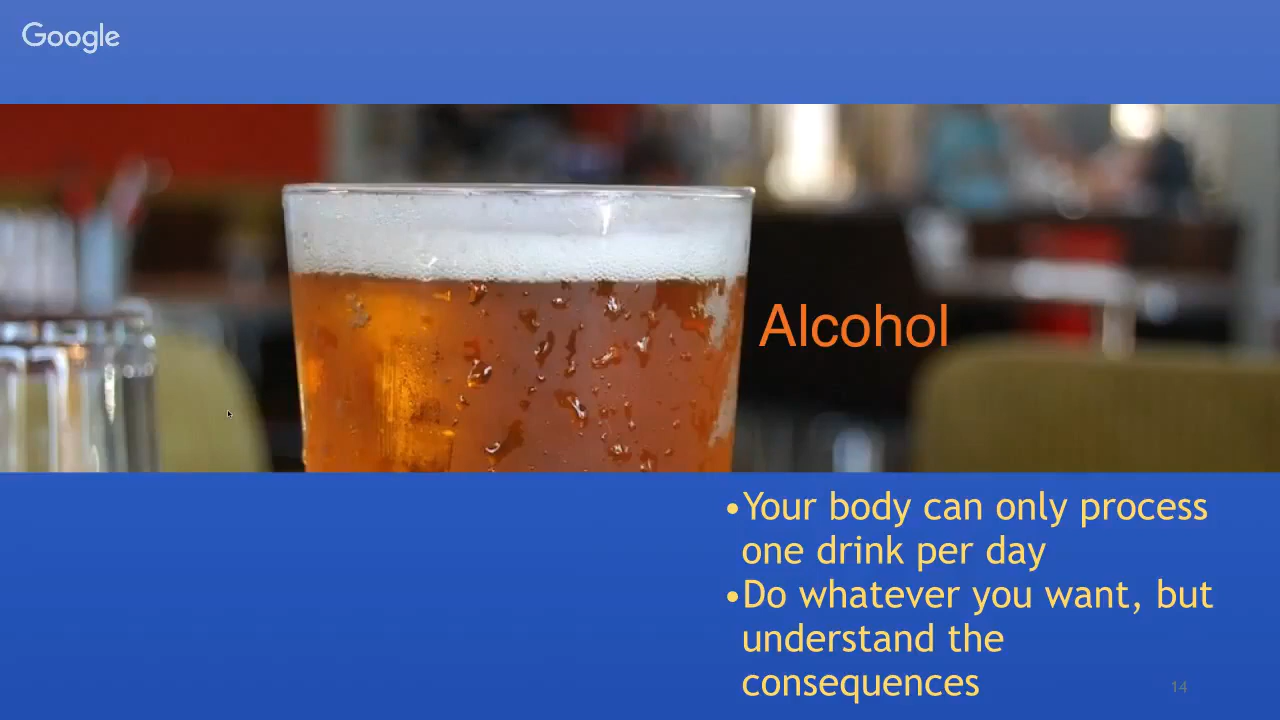 Google
Alcohol
•Your body can only process
one drink per day
•Do whatever you want, but
understand the
consequences
14